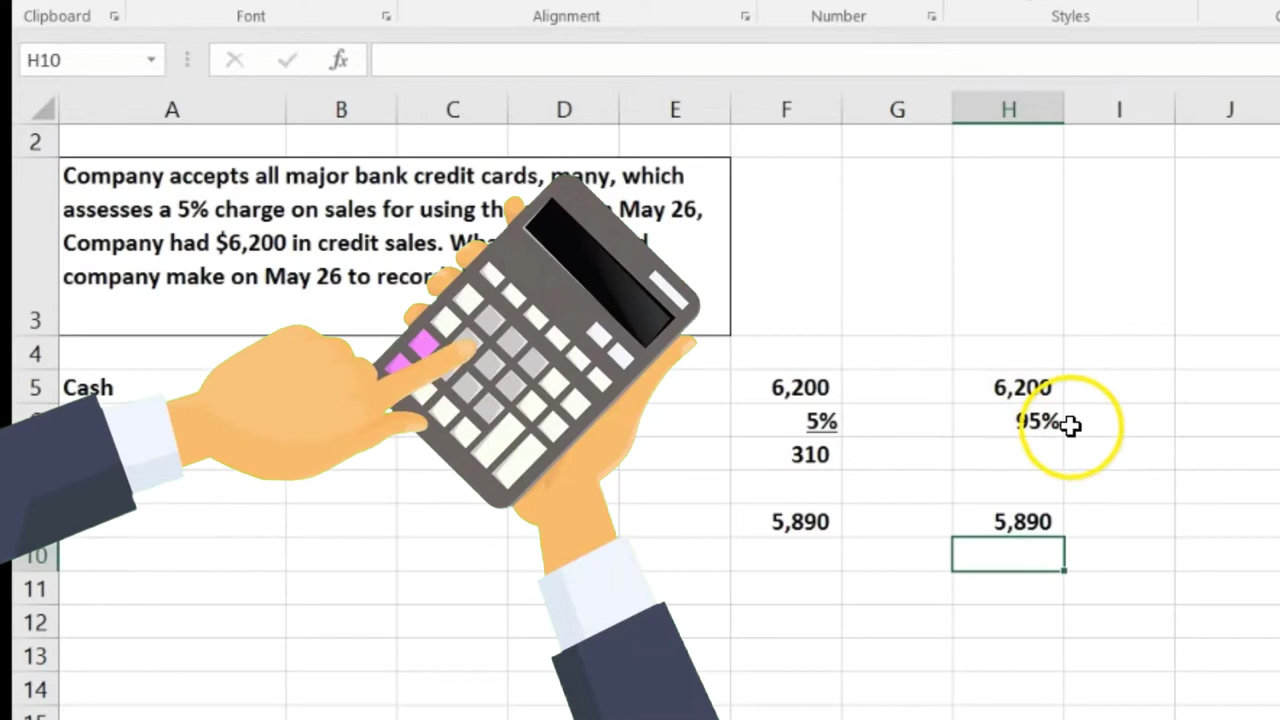 Clipboard Font Alignment Number Styles
H10 fx
A B C D E F G H I J
2
Company accepts all major bank credit cards, many, which
assesses a 5% charge on sales for using May 26,
Company had $6,200 in credit sales.
company make on May 26 to record
3
4
5 Cash 6,200 6,200
5% 95%
310
5,890 5,890
10
11
12
13
14